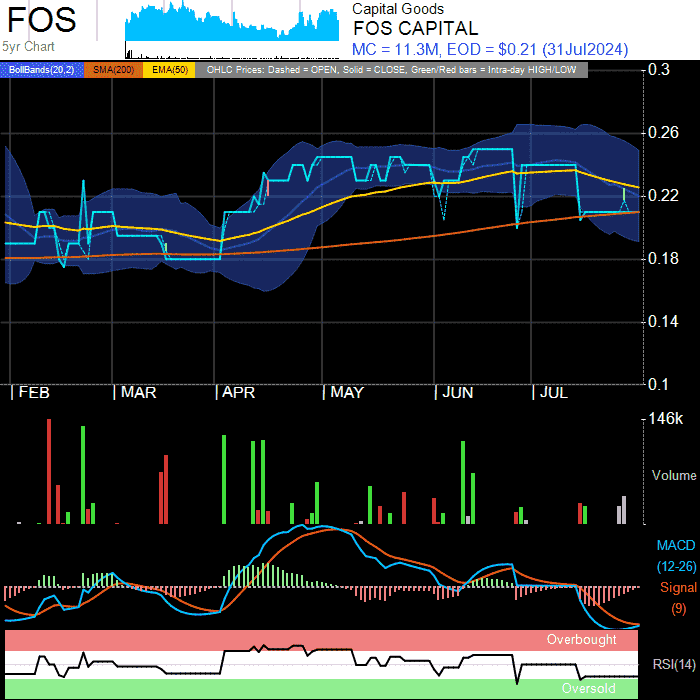 FOS
5yr Chart
Capital Goods
FOS CAPITAL
MC = 11.3M, EOD = $0.21 (31Jul2024)
BollBands(20,2) SMA(200) EMA(50) OHLC Prices: Dashed = OPEN, Solid = CLOSE, Green/Red bars = Intra-day HIGH/LOW
0.3
0.26
0.22
0.18
0.14
0.1
FEB MAR APR MAY JUN JUL
146k
Volume
MACD
(12-26)
Signal
(9)
Overbought
RSI(14)
Oversold